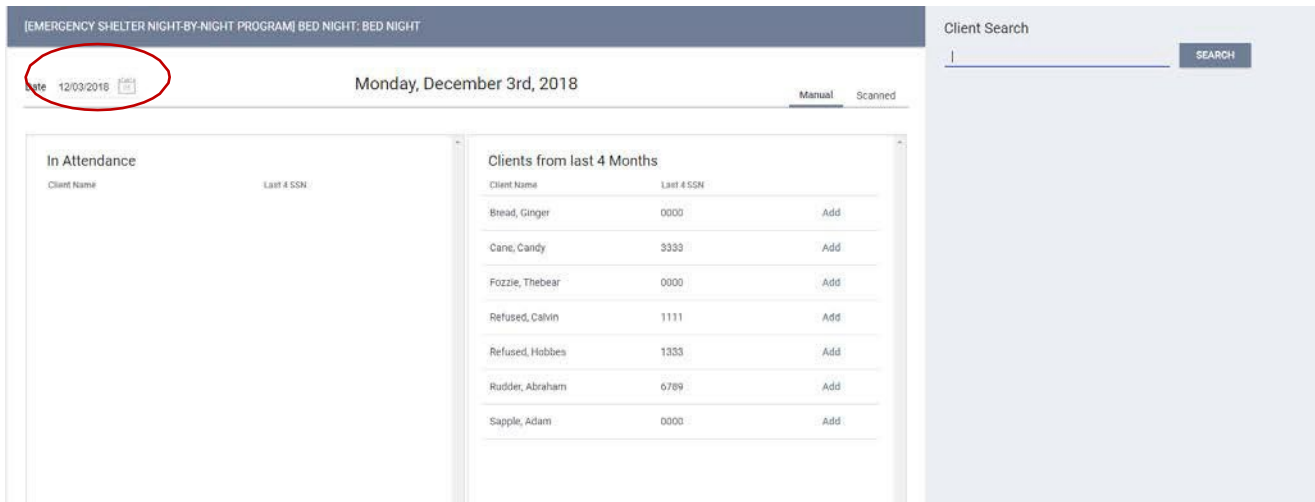 [EMERGENCY SHELTER NIGHT-BY-NIGHT PROGRAM] BED NIGHT: BED NIGHT
Date 12/03/2018
Monday, December 3rd, 2018
Manual Scanned
In Attendance
Client Name Last 4 SSN
Clients from last 4 Months
Client Name Last 4 SSN
Bread, Ginger 0000 Add
Cane, Candy 3333 Add
Fozzie, Thebear 0000 Add
Refused, Calvin 1111 Add
Refused, Hobbes 1333 Add
Rudder, Abraham 6789 Add
Sapple, Adam 0000 Add
Client Search
SEARCH